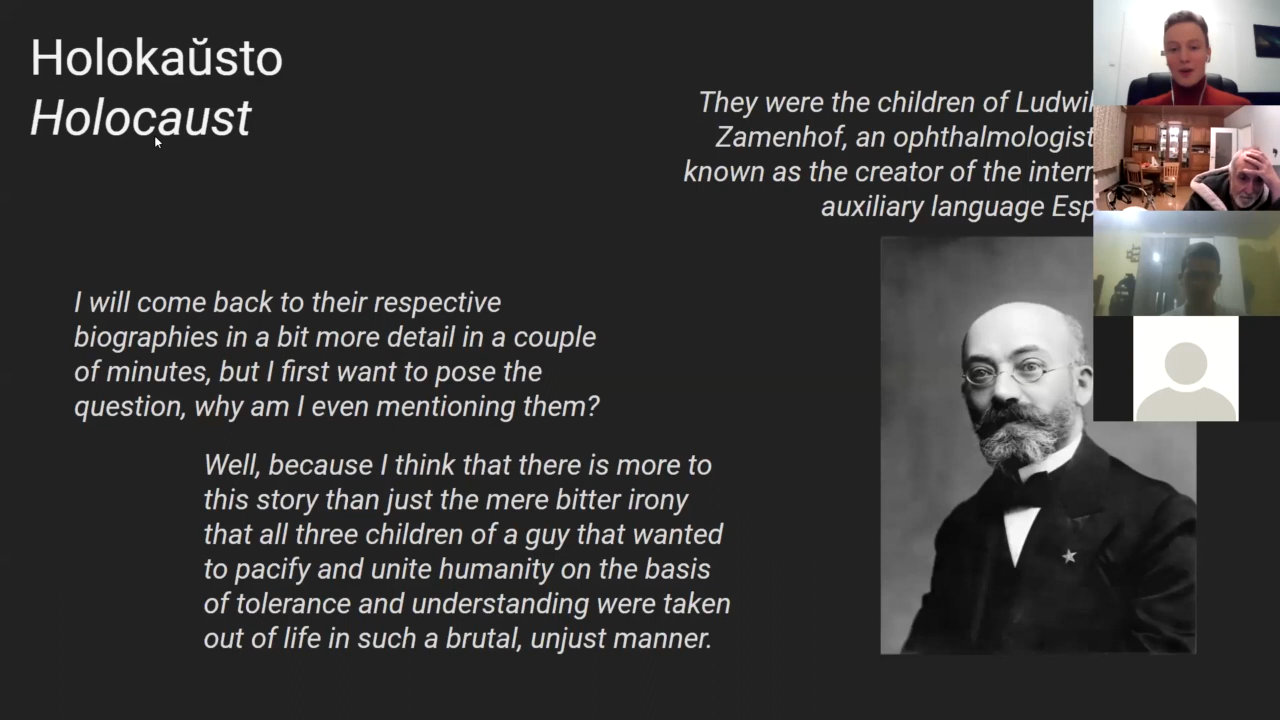 Holokaŭsto
Holocaust
They were the children of
Zamenhof, an ophthalmologist
known as the creator of the
auxiliary language
I will come back to their respective
biographies in a bit more detail in a couple
of minutes, but I first want to pose the
question, why am I even mentioning them?
Well, because I think that there is more to
this story than just the mere bitter irony
that all three children of a guy that wanted
to pacify and unite humanity on the basis
of tolerance and understanding were taken
out of life in such a brutal, unjust manner.